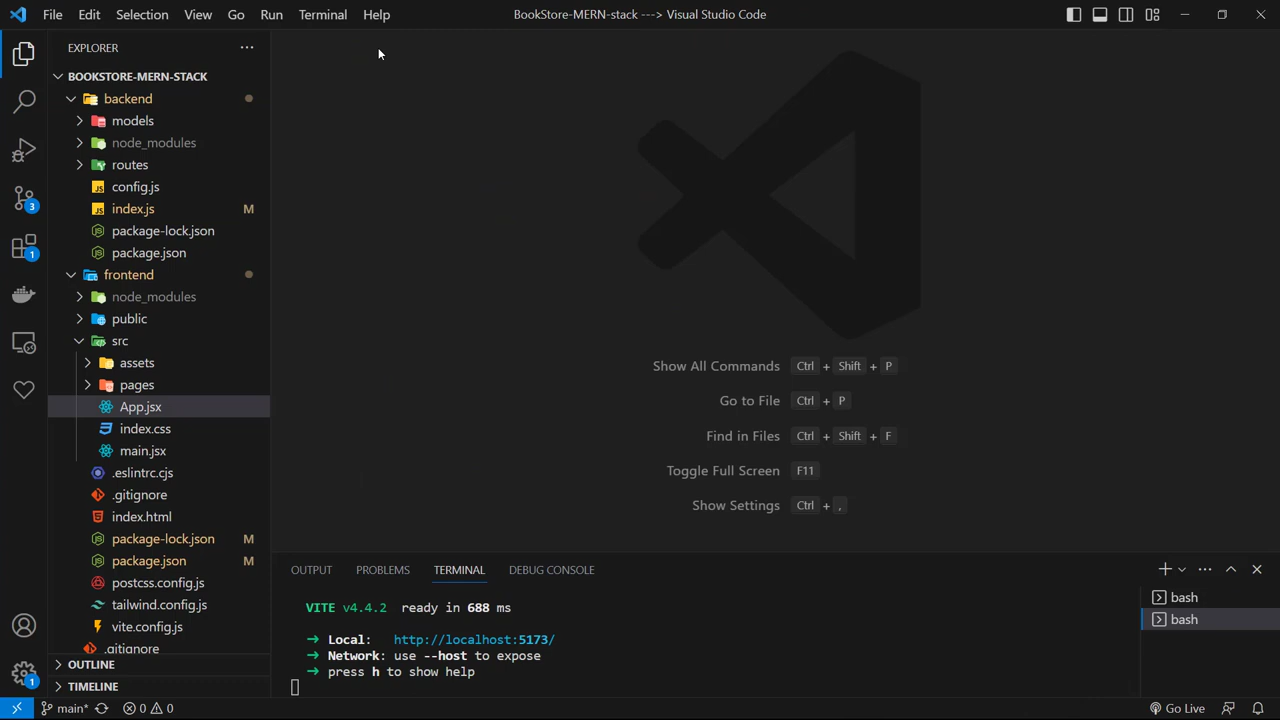 File Edit Selection View Go Run Terminal Help
BookStore-MERN-stack ---> Visual Studio Code
EXPLORER
BOOKSTORE-MERN-STACK
backend
models
node_modules
routes
config.js
index.js M
package-lock.json
package.json
frontend
node_modules
public
src
assets
pages
App.jsx
index.css
main.jsx
.eslintrc.cjs
.gitignore
index.html
package-lock.json M
package.json M
postcss.config.js
tailwind.config.js
vite.config.js
.gitignore
OUTLINE
TIMELINE
3
1
1
Show All Commands Ctrl + Shift + P
Go to File Ctrl + P
Find in Files Ctrl + Shift + F
Toggle Full Screen F11
Show Settings Ctrl + ,
OUTPUT PROBLEMS TERMINAL DEBUG CONSOLE
VITE v4.4.2 ready in 688 ms
➜ Local: http://localhost:5173/
➜ Network: use --host to expose
➜ press h to show help
bash
bash
main* 0 0 Go Live